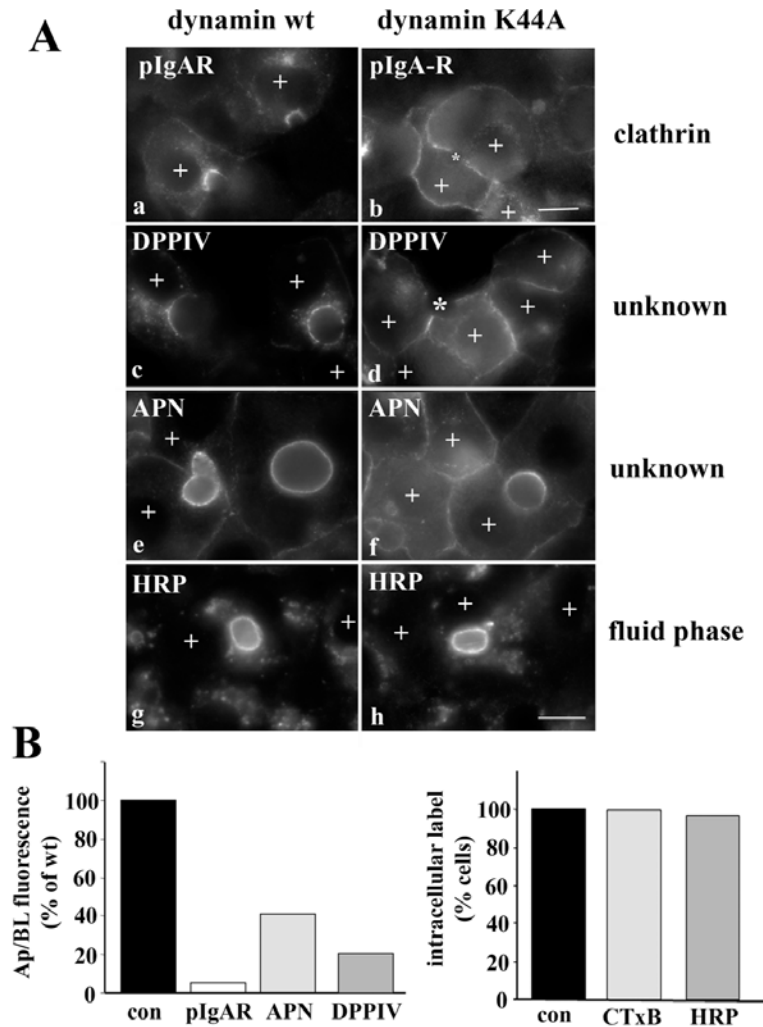 A
dynamin wt
dynamin K44A
pIgAR
+
+
a
pIgA-R
+
*
+
+
b
clathrin
DPPIV
+
+
+
c
DPPIV
+
*
+
+
+
+
d
unknown
APN
+
+
e
APN
+
+
+
f
unknown
HRP
+
+
g
HRP
+
+
+
h
fluid phase
B
Ap/BL fluorescence
(% of wt)
100
80
60
40
20
0
con
pIgAR
APN
DPPIV
intracellular label
(% cells)
100
80
60
40
20
0
con
CTxB
HRP